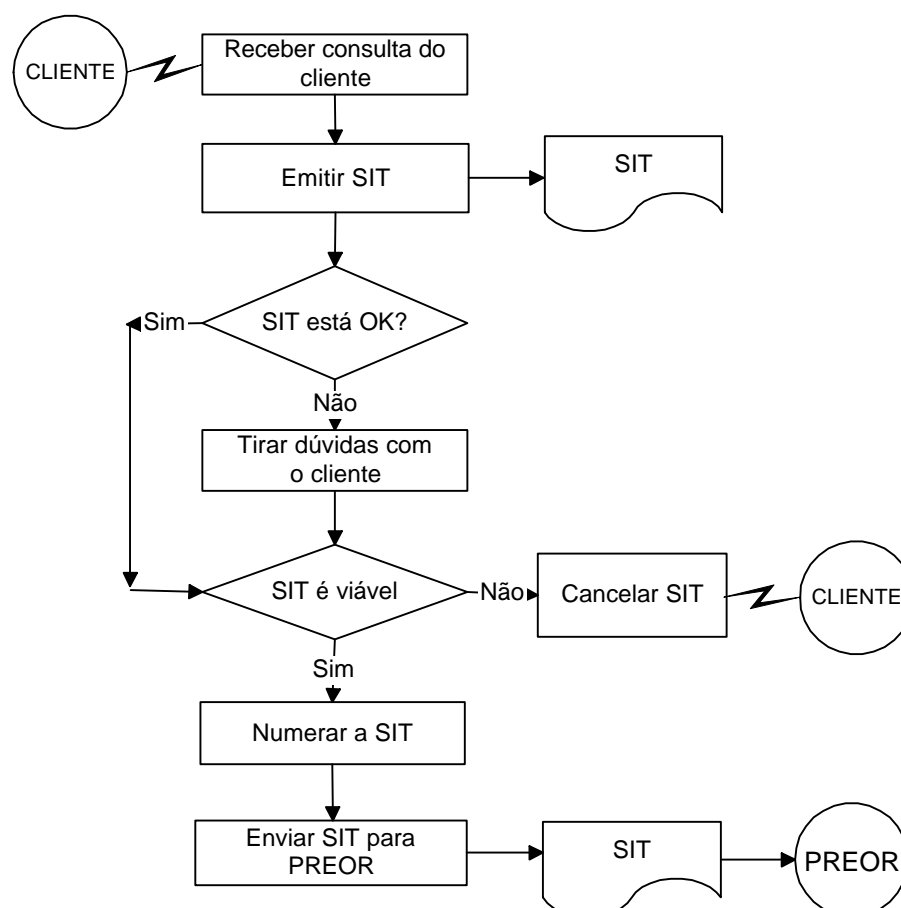 CLIENTE
Receber consulta do
cliente
Emitir SIT
SIT
Sim
SIT está OK?
Não
Tirar dúvidas com
o cliente
SIT é viável
Não
Cancelar SIT
CLIENTE
Sim
Numerar a SIT
Enviar SIT para
PREOR
SIT
PREOR